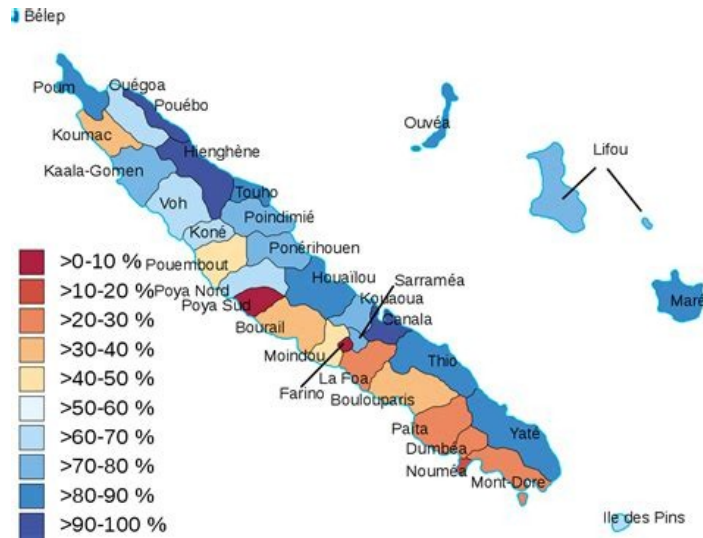 Bélep
Poum
Ouégoa
Pouébo
Koumac
Hienghène
Kaala-Gomen
Touho
Voh
Poindimié
Koné
Ponérihouen
Pouembout
Houaïlou
Sarraméa
Poya Nord
Kouaoua
Poya Sud
Canala
Bourail
Moindou
Thio
La Foa
Farino
Boulouparis
Païta
Yaté
Dumbéa
Nouméa
Mont-Dore
Ile des Pins
Ouvéa
Lifou
Maré
>0-10 %
>10-20 %
>20-30 %
>30-40 %
>40-50 %
>50-60 %
>60-70 %
>70-80 %
>80-90 %
>90-100 %